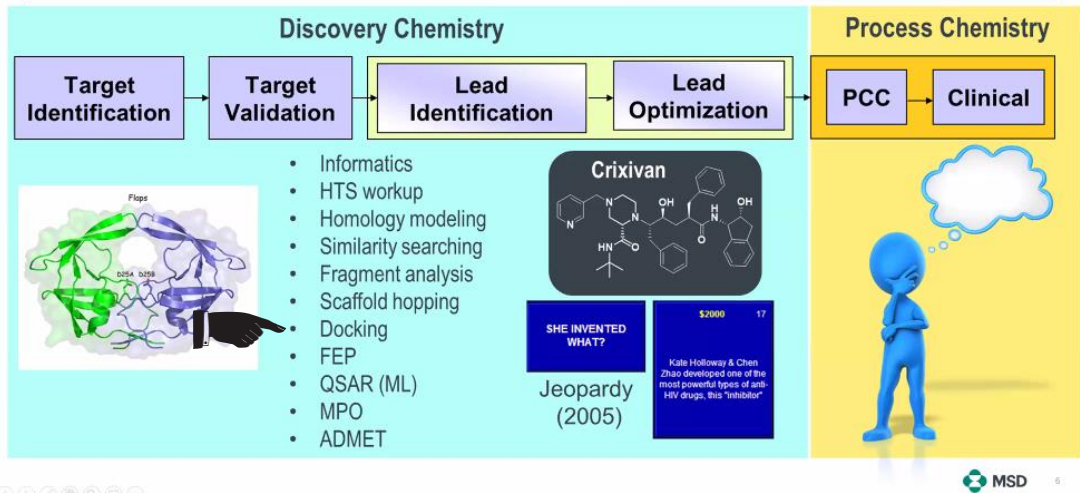 Discovery Chemistry
Process Chemistry
Target
Identification
Target
Validation
Lead
Identification
Lead
Optimization
PCC
Clinical
• Informatics
• HTS workup
• Homology modeling
• Similarity searching
• Fragment analysis
• Scaffold hopping
• Docking
• FEP
• QSAR (ML)
• MPO
• ADMET
Flaps
D25A D25B
Crixivan
N
N
N
OH
H
N
OH
O
HN
O
SHE INVENTED
WHAT?
Jeopardy
(2005)
$2000 17
Kate Holloway & Chen
Zhao developed one of the
most powerful types of anti-
HIV drugs, this "inhibitor"
MSD
6